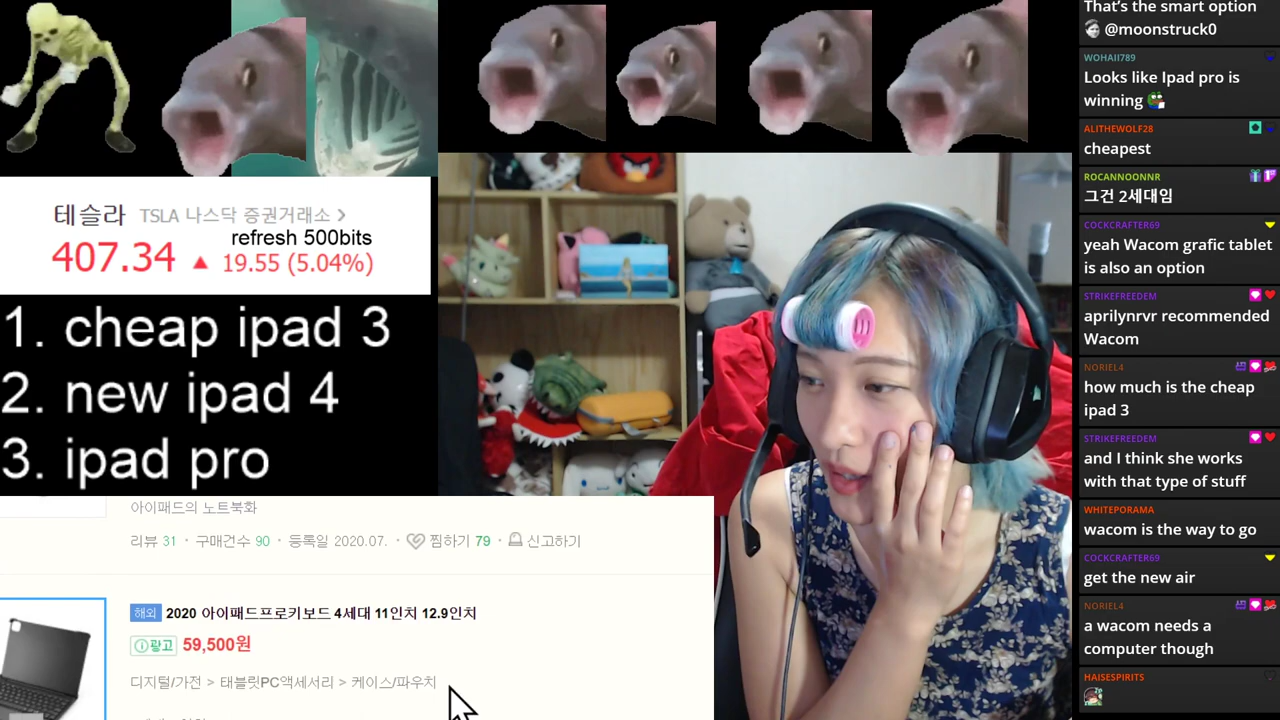 테슬라 TSLA 나스닥 증권거래소 >
refresh 500bits
407.34 ▲ 19.55 (5.04%)
1. cheap ipad 3
2. new ipad 4
3. ipad pro
아이패드의 노트북화
리뷰 31 · 구매건수 90 · 등록일 2020.07. · 찜하기 79 · 신고하기
해외 2020 아이패드프로키보드 4세대 11인치 12.9인치
광고 59,500원
디지털/가전 > 태블릿PC액세서리 > 케이스/파우치
That's the smart option
@moonstruck0
WOHAII789
Looks like Ipad pro is
winning
ALITHEWOLF28
cheapest
ROCANNOONNR
그건 2세대임
COCKCRAFTER69
yeah Wacom grafic tablet
is also an option
STRIKEFREEDEM
aprilynrvr recommended
Wacom
NORIEL4
how much is the cheap
ipad 3
STRIKEFREEDEM
and I think she works
with that type of stuff
WHITEPORAMA
wacom is the way to go
COCKCRAFTER69
get the new air
NORIEL4
a wacom needs a
computer though
HAISESPIRITS